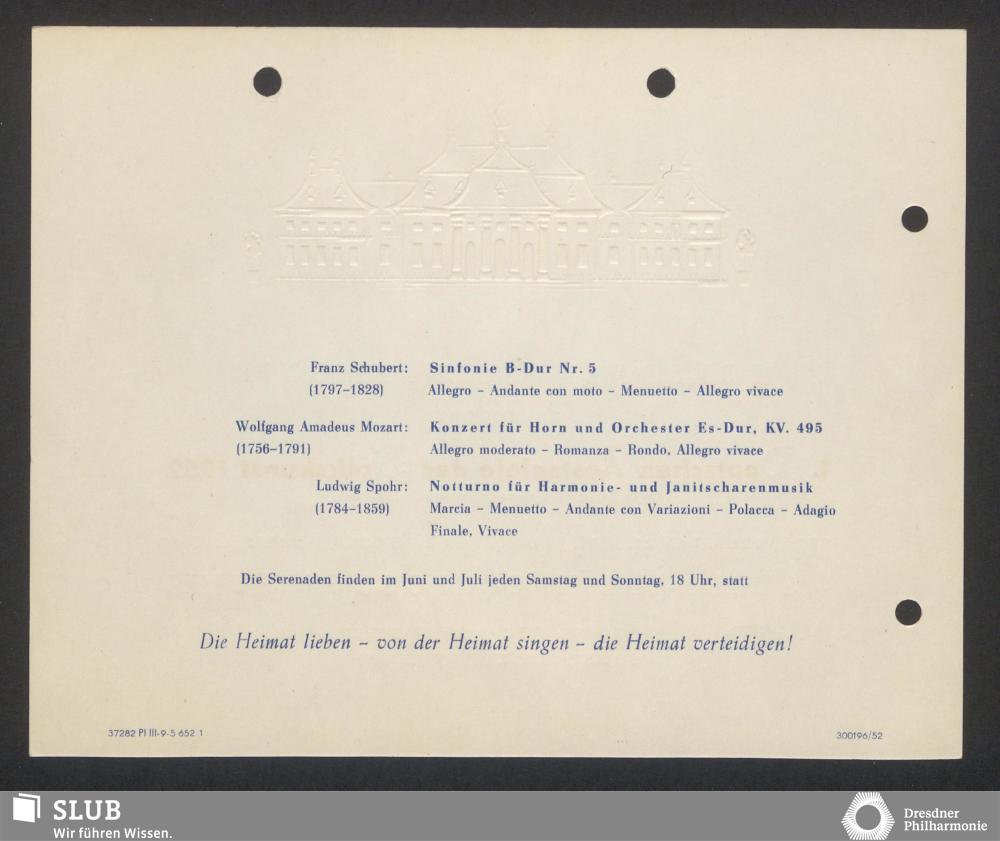 Franz Schubert: Sinfonie B-Dur Nr. 5
(1797–1828) Allegro – Andante con moto – Menuetto – Allegro vivace
Wolfgang Amadeus Mozart: Konzert für Horn und Orchester Es-Dur, KV. 495
(1756–1791) Allegro moderato – Romanza – Rondo, Allegro vivace
Ludwig Spohr: Notturno für Harmonie- und Janitscharenmusik
(1784–1859) Marcia – Menuetto – Andante con Variazioni – Polacca – Adagio
Finale, Vivace
Die Serenaden finden im Juni und Juli jeden Samstag und Sonntag, 18 Uhr, statt
Die Heimat lieben – von der Heimat singen – die Heimat verteidigen!
37282 Pl III-9-5 652 1
300196/52
SLUB
Wir führen Wissen.
Dresdner
Philharmonie